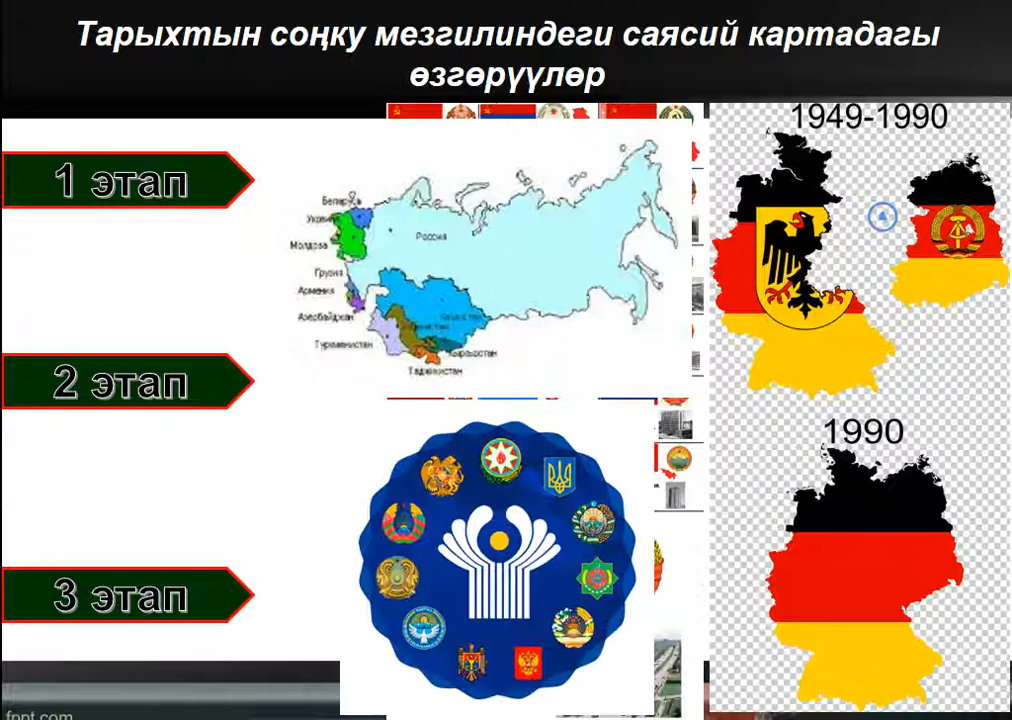 Тарыхтын соңку мезгилиндеги саясий картадагы
өзгөрүүлөр
1 этап
2 этап
3 этап
Беларусь
Молдова
Россия
Грузия
Армения
Азербайджан
Туркменистан
Кыргызстан
Таджикистан
1949-1990
1990
fppt.com